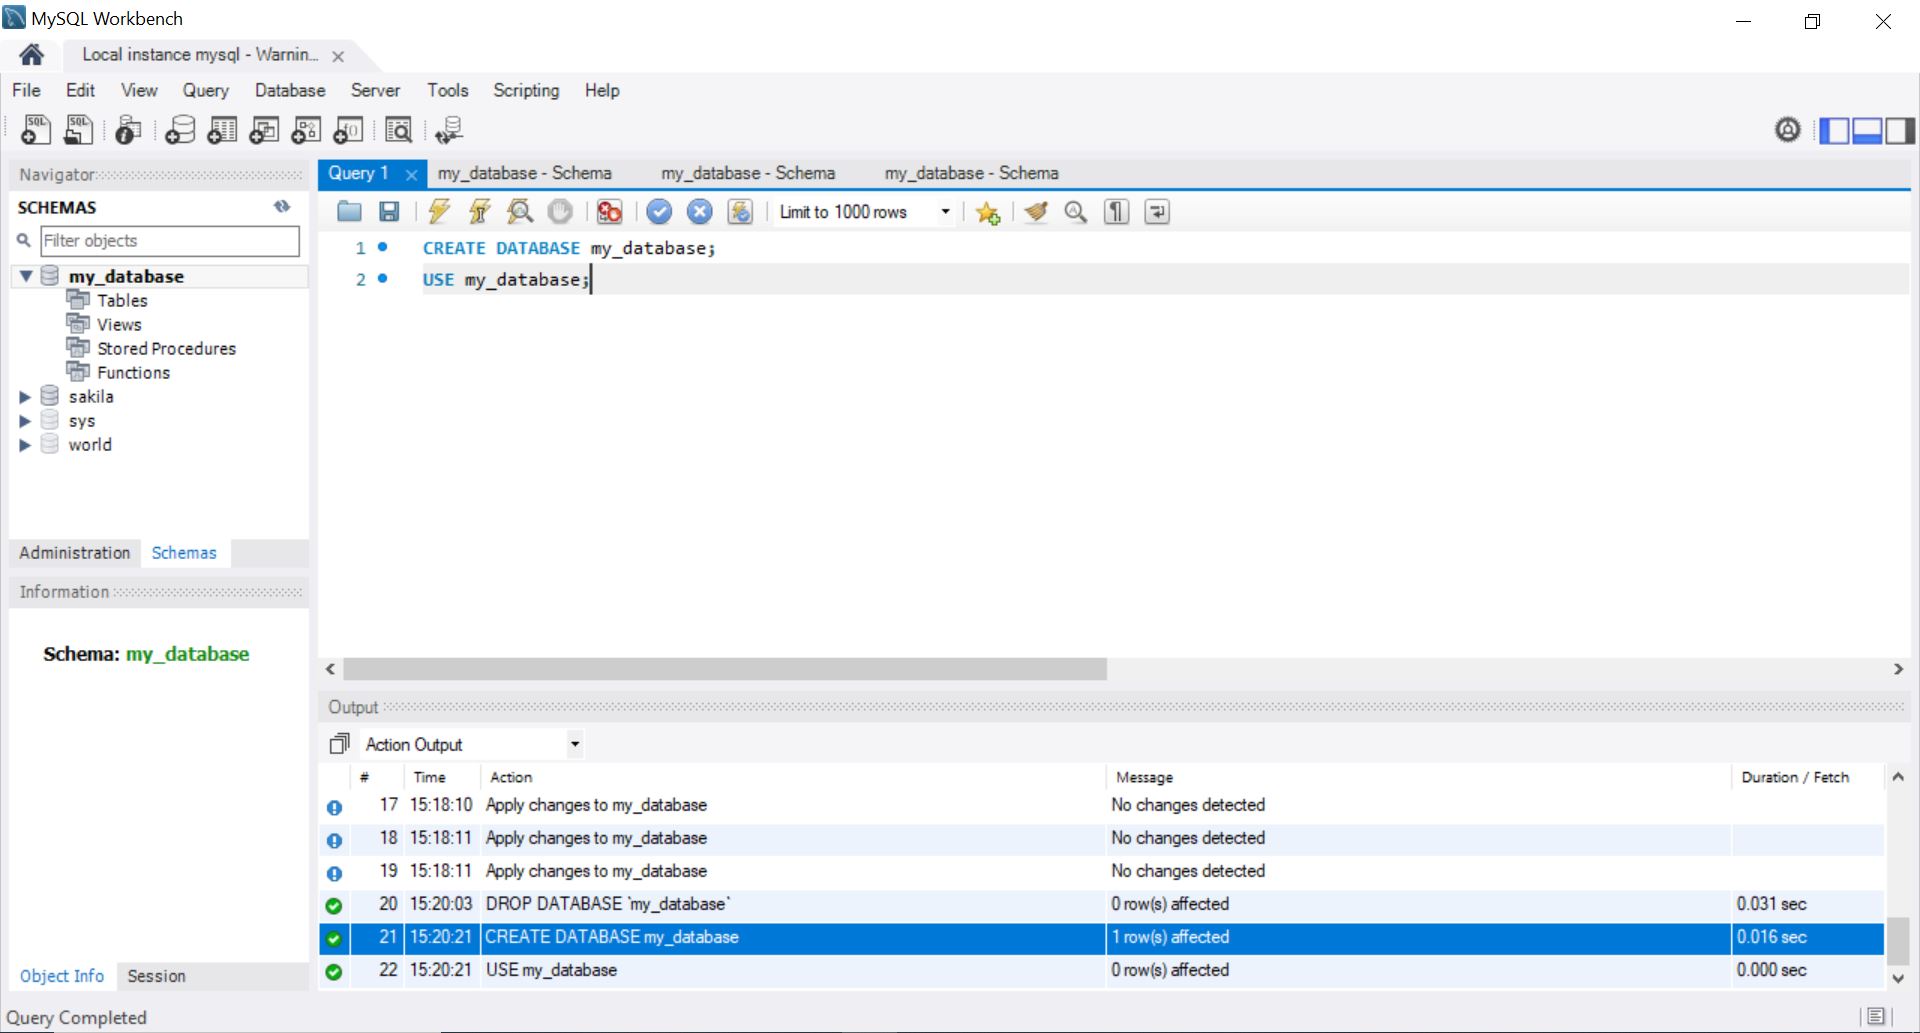 MySQL Workbench
Local instance mysql - Warnin...
File Edit View Query Database Server Tools Scripting Help
Navigator
SCHEMAS
Filter objects
my_database
Tables
Views
Stored Procedures
Functions
sakila
sys
world
Administration Schemas
Information
Schema: my_database
Object Info Session
Query 1 my_database - Schema my_database - Schema my_database - Schema
Limit to 1000 rows
1 CREATE DATABASE my_database;
2 USE my_database;
Output
Action Output
# Time Action Message Duration / Fetch
17 15:18:10 Apply changes to my_database No changes detected
18 15:18:11 Apply changes to my_database No changes detected
19 15:18:11 Apply changes to my_database No changes detected
20 15:20:03 DROP DATABASE `my_database` 0 row(s) affected 0.031 sec
21 15:20:21 CREATE DATABASE my_database 1 row(s) affected 0.016 sec
22 15:20:21 USE my_database 0 row(s) affected 0.000 sec
Query Completed